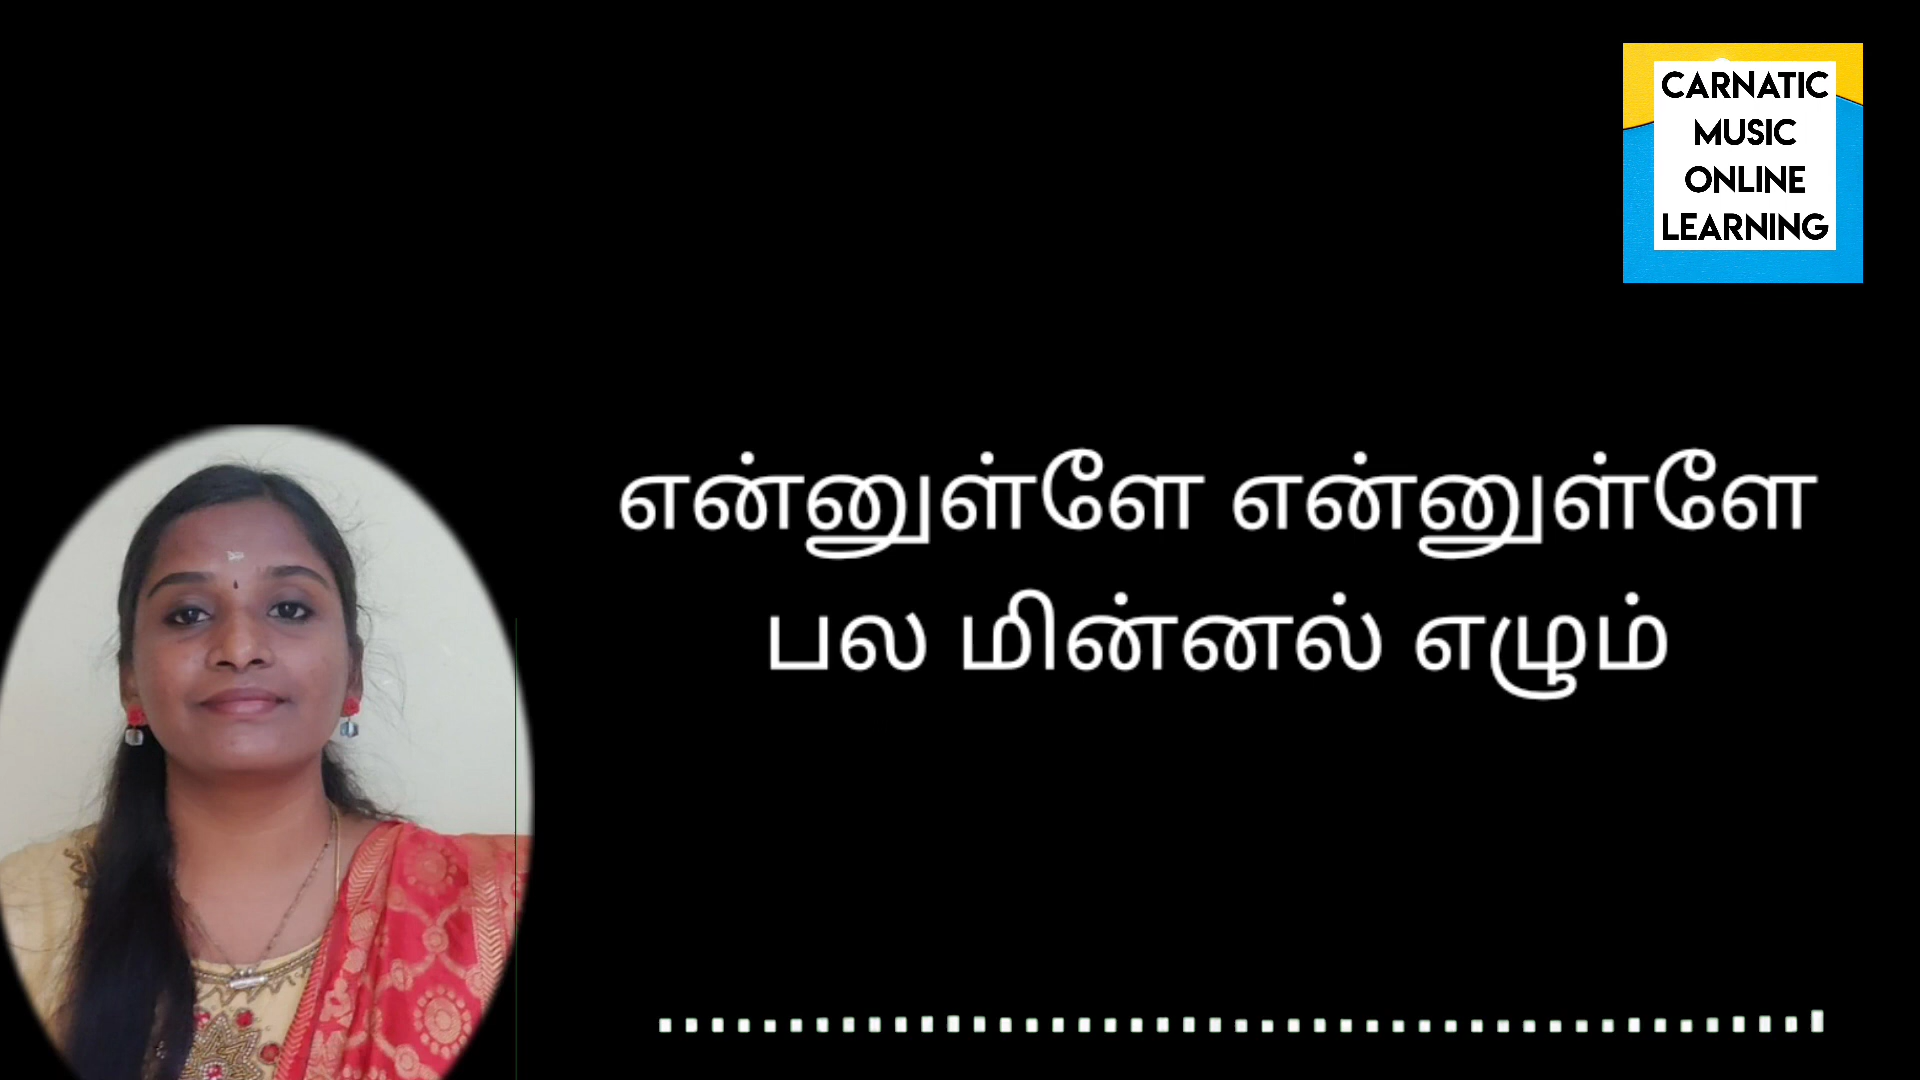 CARNATIC
MUSIC
ONLINE
LEARNING
என்னுள்ளே என்னுள்ளே
பல மின்னல் எழும்